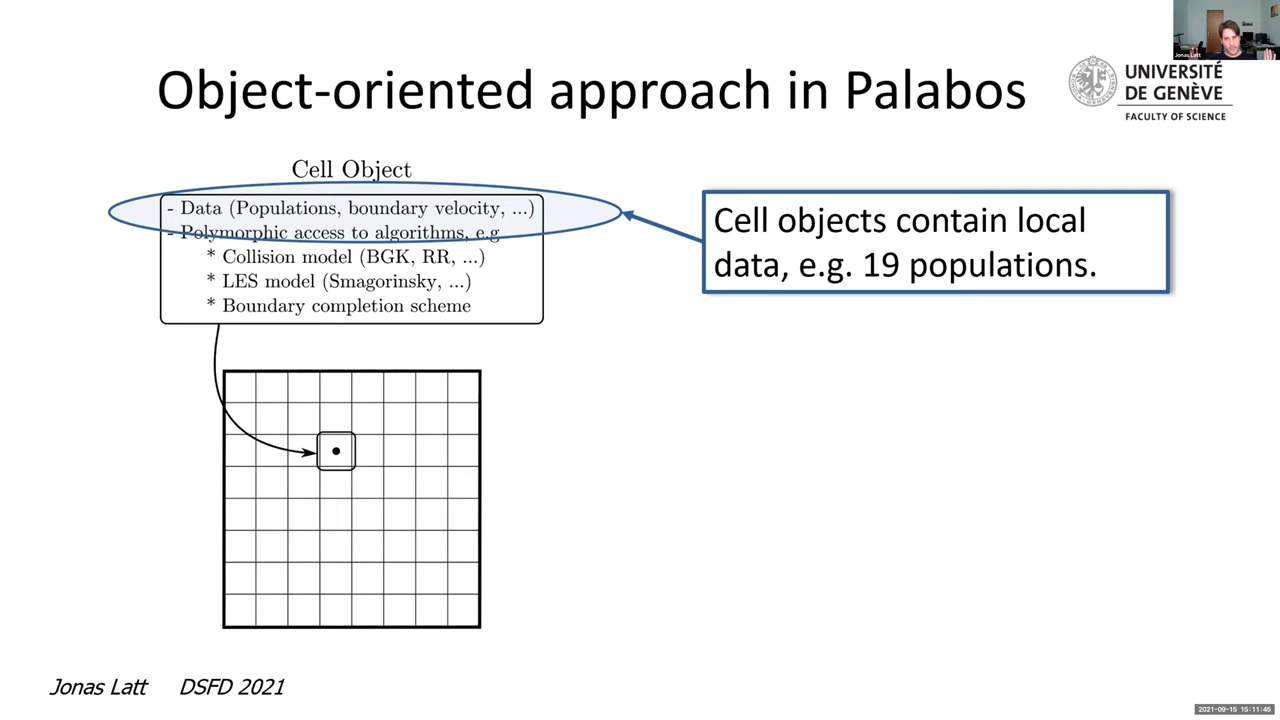 Jonas Latt
Object-oriented approach in Palabos
UNIVERSITÉ
DE GENÈVE
FACULTY OF SCIENCE
Cell Object
- Data (Populations, boundary velocity, ...)
- Polymorphic access to algorithms, e.g
* Collision model (BGK, RR, ...)
* LES model (Smagorinsky, ...)
* Boundary completion scheme
Cell objects contain local
data, e.g. 19 populations.
Jonas Latt DSFD 2021
2021-09-15 15:11:45